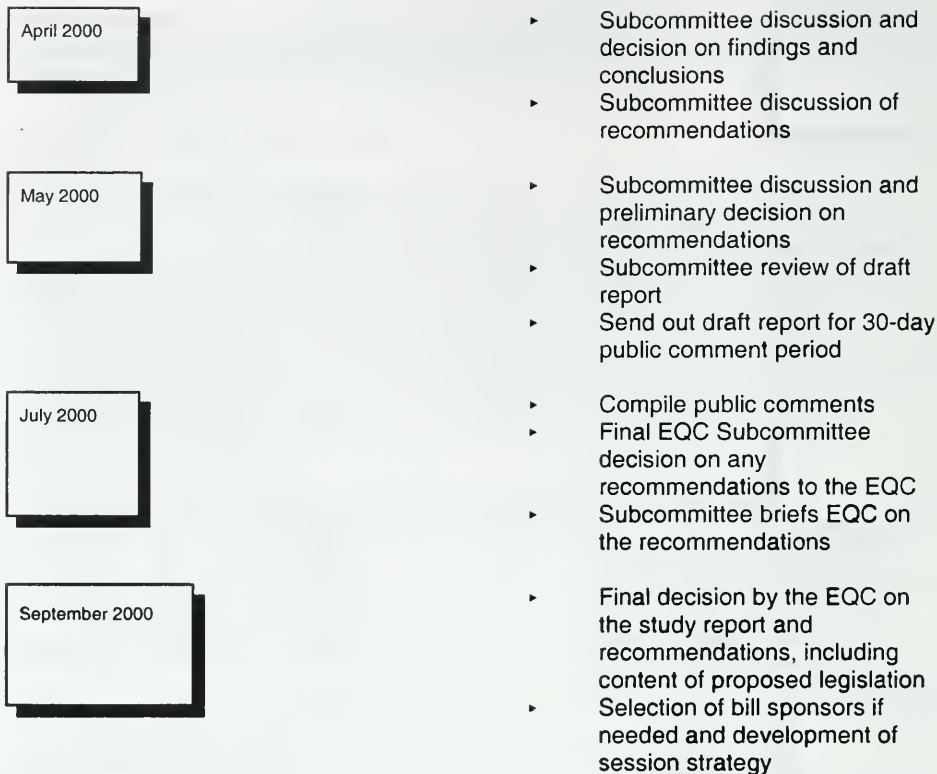 April 2000
▸ Subcommittee discussion and
decision on findings and
conclusions
▸ Subcommittee discussion of
recommendations
May 2000
▸ Subcommittee discussion and
preliminary decision on
recommendations
▸ Subcommittee review of draft
report
▸ Send out draft report for 30-day
public comment period
July 2000
▸ Compile public comments
▸ Final EQC Subcommittee
decision on any
recommendations to the EQC
▸ Subcommittee briefs EQC on
the recommendations
September 2000
▸ Final decision by the EQC on
the study report and
recommendations, including
content of proposed legislation
▸ Selection of bill sponsors if
needed and development of
session strategy